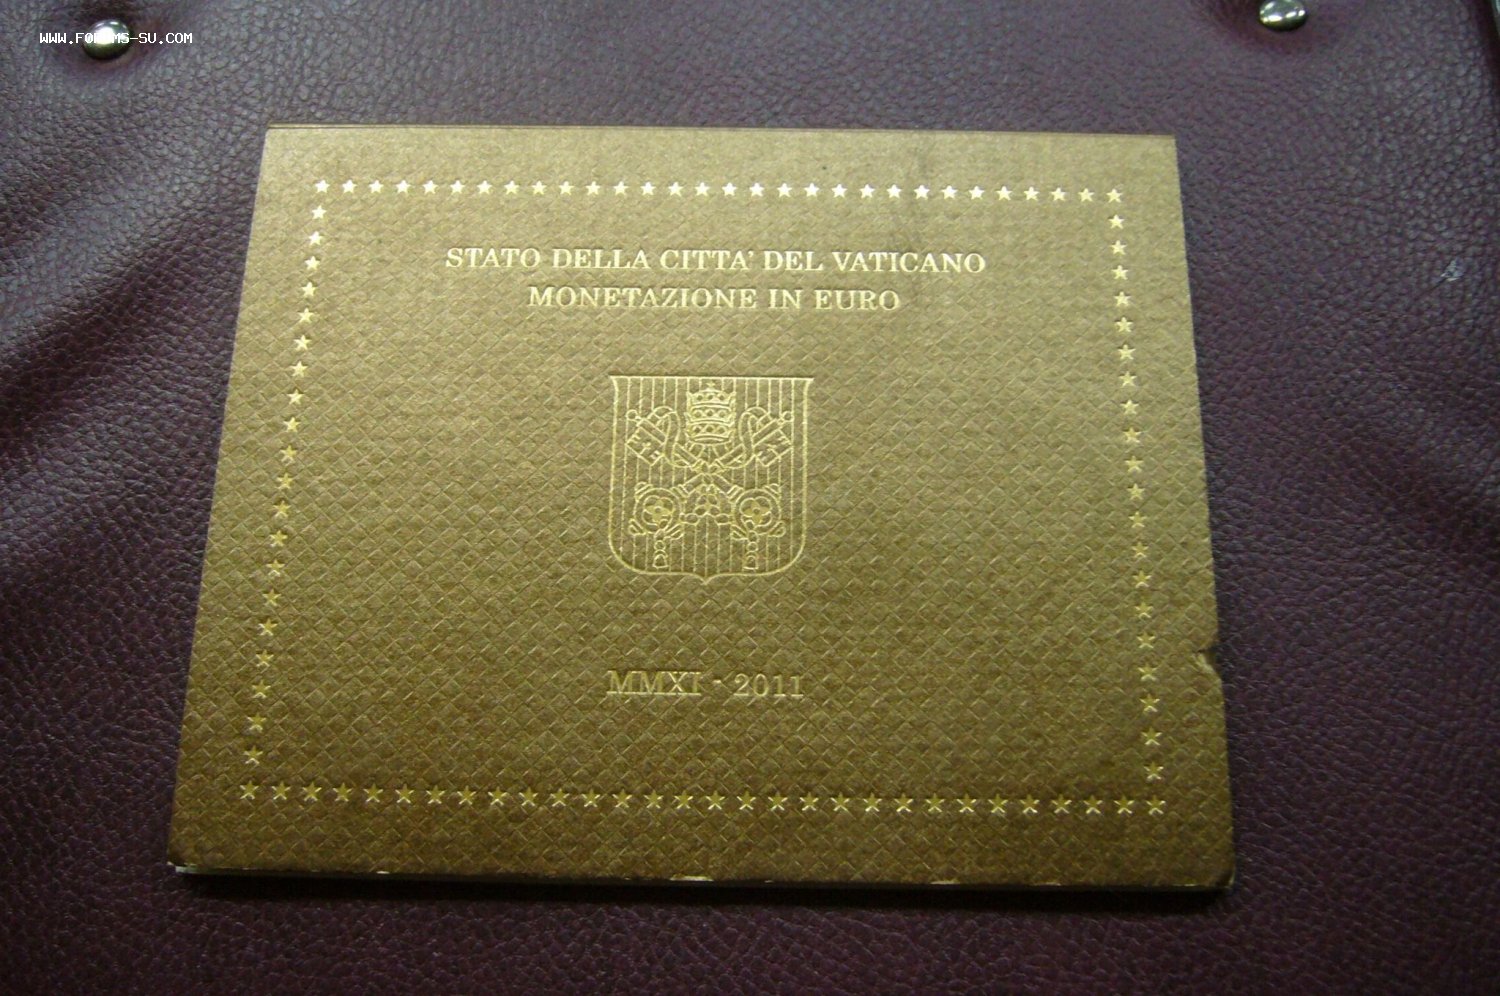 WWW.FORUMS-SU.COM
STATO DELLA CITTA' DEL VATICANO
MONETAZIONE IN EURO
MMXI - 2011